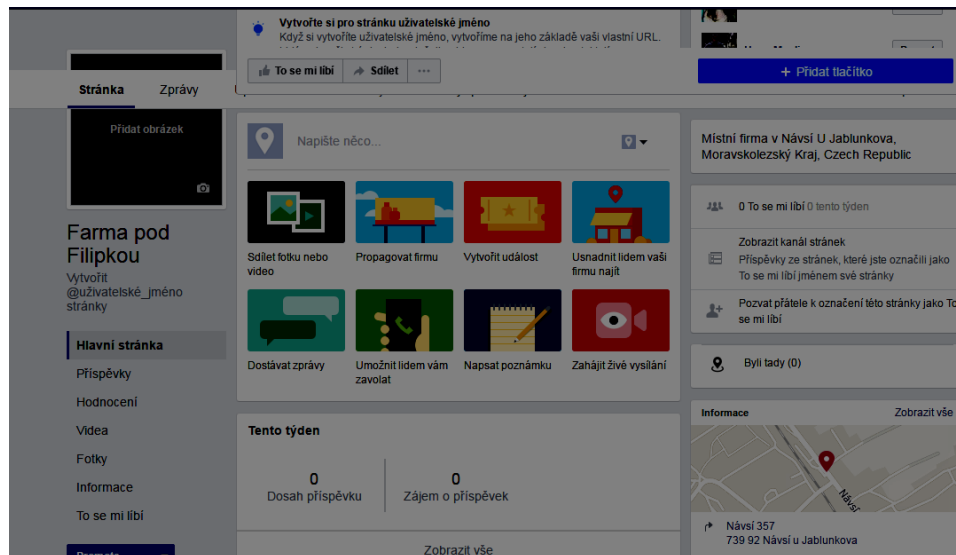 Vytvořte si pro stránku uživatelské jméno
Když si vytvoříte uživatelské jméno, vytvoříme na jeho základě vaši vlastní URL.
To se mi líbí
Sdílet
+ Přidat tlačítko
Stránka
Zprávy
Přidat obrázek
Farma pod
Filipkou
Vytvořit
@uživatelské_jméno
stránky
Hlavní stránka
Příspěvky
Hodnocení
Videa
Fotky
Informace
To se mi líbí
Napište něco...
Sdílet fotku nebo
video
Propagovat firmu
Vytvořit událost
Usnadnit lidem vaši
firmu najít
Dostávat zprávy
Umožnit lidem vám
zavolat
Napsat poznámku
Zahájit živé vysílání
Tento týden
0
Dosah příspěvku
0
Zájem o příspěvek
Zobrazit vše
Místní firma v Návsí U Jablunkova,
Moravskolezský Kraj, Czech Republic
0 To se mi líbí 0 tento týden
Zobrazit kanál stránek
Příspěvky ze stránek, které jste označili jako
To se mi líbí jménem své stránky
Pozvat přátele k označení této stránky jako To
se mi líbí
Byli tady (0)
Informace
Zobrazit vše
Návsí
Návsí 357
739 92 Návsí u Jablunkova